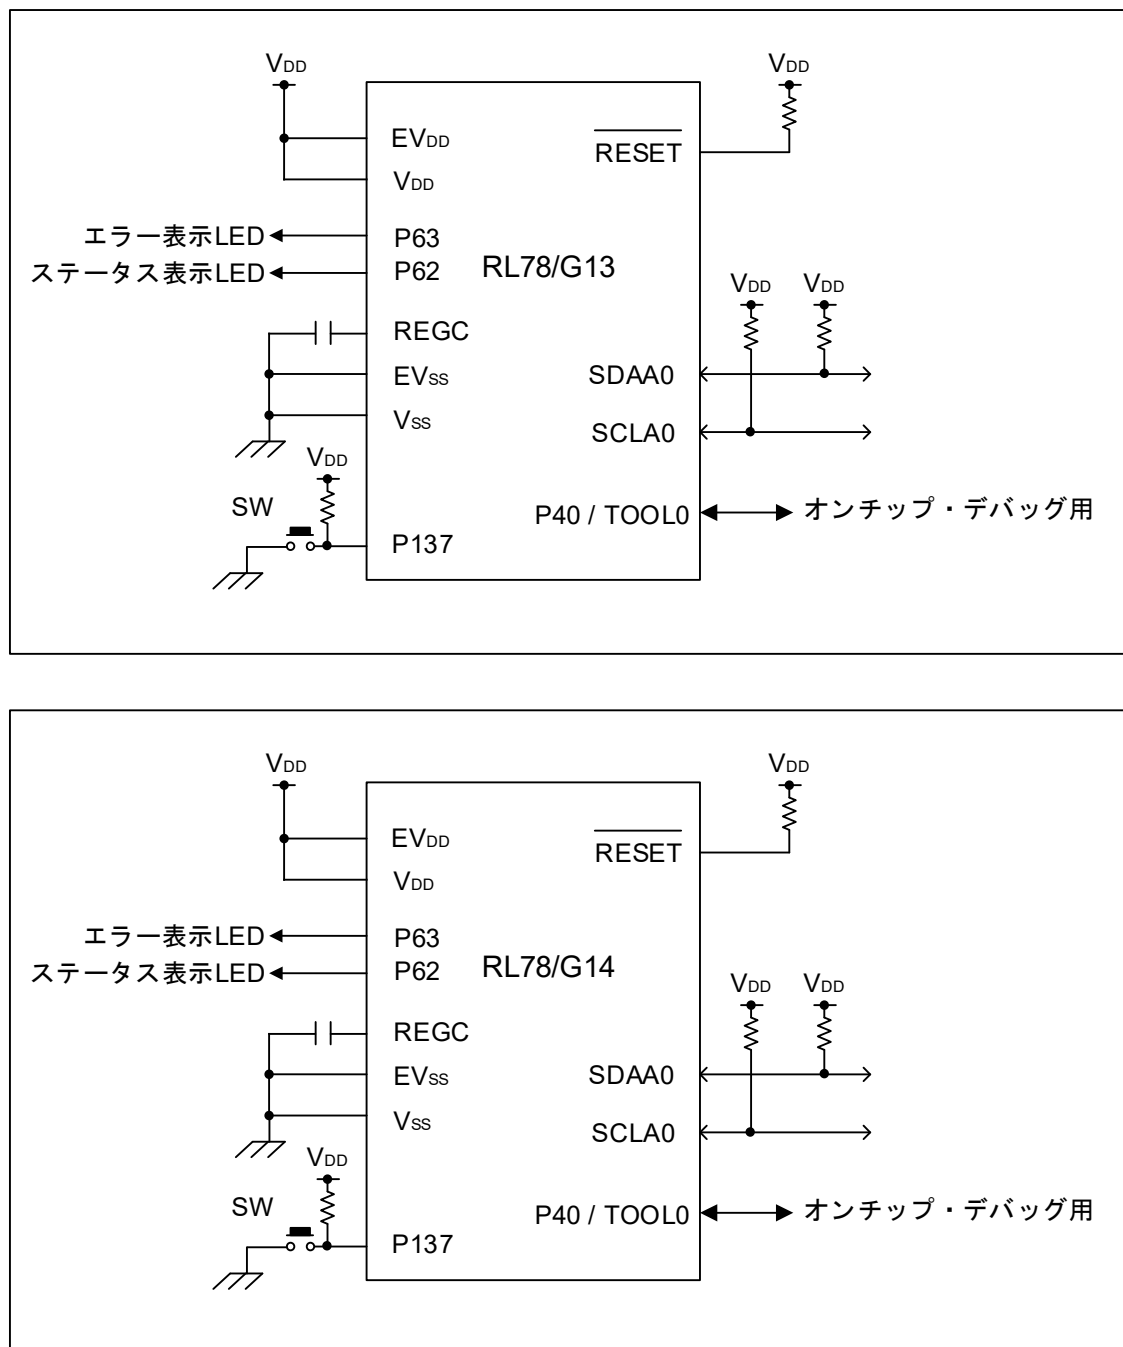 VDD
VDD
EVDD
RESET
VDD
エラー表示LED
P63
ステータス表示LED
P62
RL78/G13
VDD
VDD
REGC
EVSS
SDAA0
VSS
SCLA0
VDD
SW
P40 / TOOL0
オンチップ・デバッグ用
P137
VDD
VDD
EVDD
RESET
VDD
エラー表示LED
P63
ステータス表示LED
P62
RL78/G14
VDD
VDD
REGC
EVSS
SDAA0
VSS
SCLA0
VDD
SW
P40 / TOOL0
オンチップ・デバッグ用
P137